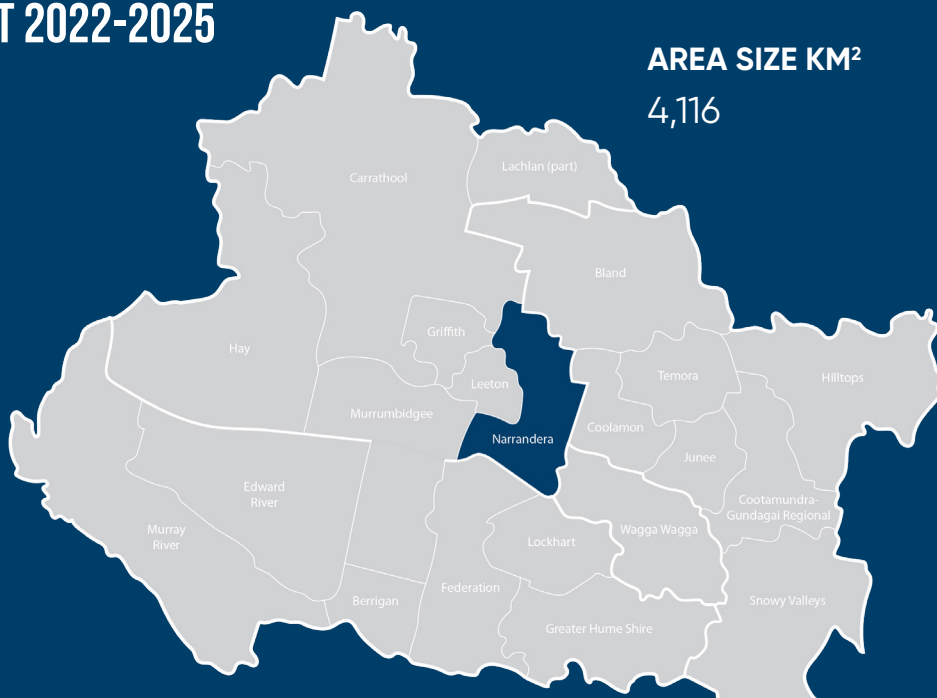 T 2022-2025
AREA SIZE KM²
4,116
Lachlan (part)
Carrathool
Bland
Griffith
Hay
Temora
Hilltops
Leeton
Murrumbidgee
Coolamon
Narrandera
Junee
Edward
River
Cootamundra-
Gundagai Regional
Murray
River
Wagga Wagga
Lockhart
Federation
Berrigan
Snowy Valleys
Greater Hume Shire